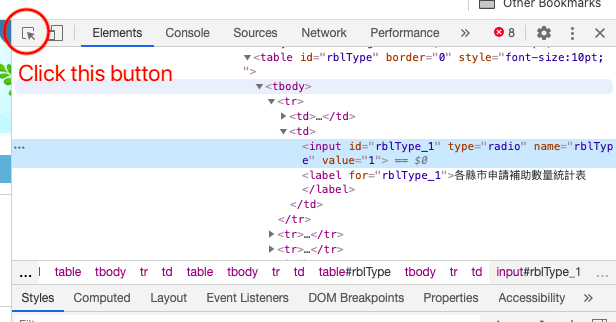 Other Bookmarks
Elements Console Sources Network Performance » 8
Click this button
▼<table id="rblType" border="0" style="font-size:10pt;
">
▼<tbody>
▼<tr>
▶<td>…</td>
▼<td>
… <input id="rblType_1" type="radio" name="rblTyp
e" value="1"> == $0
<label for="rblType_1">各縣市申請補助數量統計表
</label>
</td>
</tr>
▶<tr>…</tr>
▶<tr>…</tr>
… table tbody tr td table tbody tr td table#rblType tbody tr td input#rblType_1 …
Styles Computed Layout Event Listeners DOM Breakpoints Properties Accessibility »